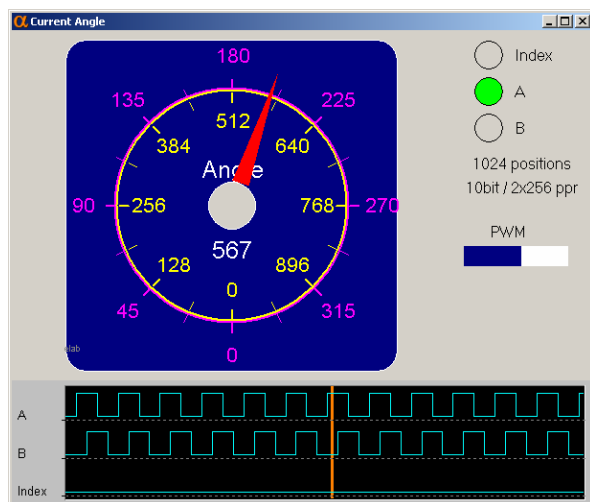 α Current Angle
180
135
225
512
384
640
Angle
90
256
768
270
567
128
896
0
45
315
0
elab
Index
A
B
1024 positions
10bit / 2x256 ppr
PWM
A
B
Index